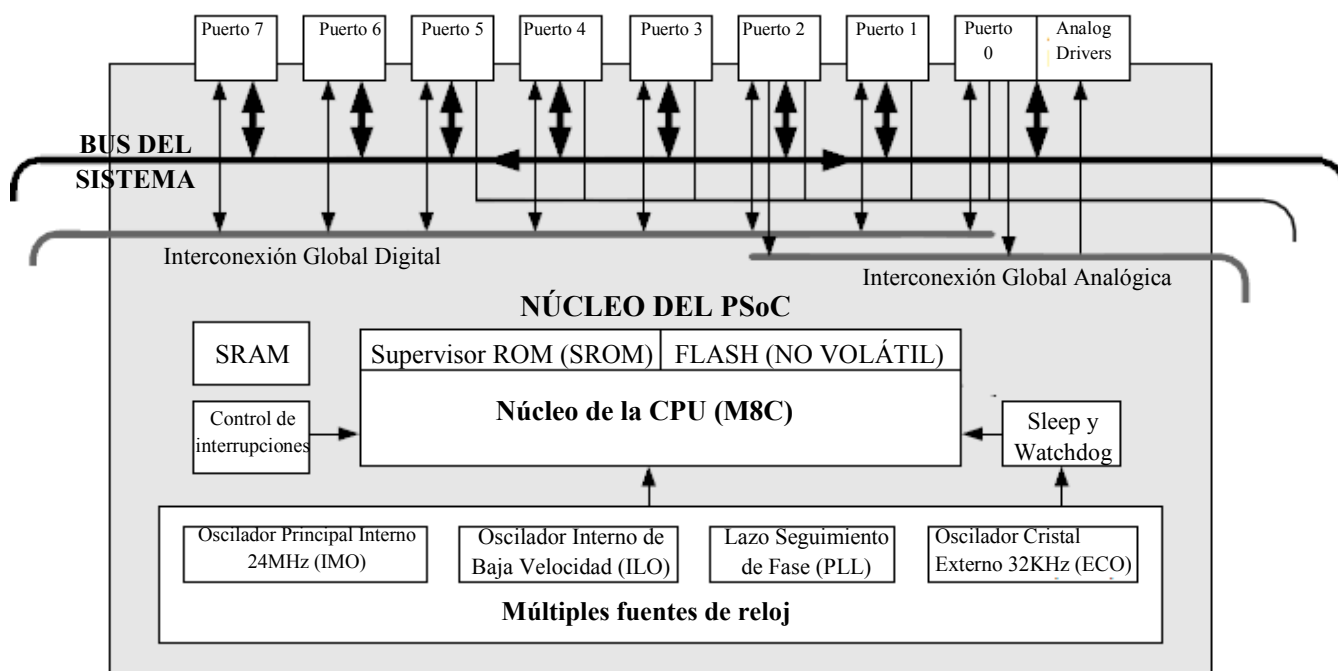 Puerto 7
Puerto 6
Puerto 5
Puerto 4
Puerto 3
Puerto 2
Puerto 1
Puerto
0
Analog
Drivers
BUS DEL
SISTEMA
Interconexión Global Digital
Interconexión Global Analógica
NÚCLEO DEL PSoC
SRAM
Supervisor ROM (SROM)
FLASH (NO VOLÁTIL)
Núcleo de la CPU (M8C)
Control de
interrupciones
Sleep y
Watchdog
Oscilador Principal Interno
24MHz (IMO)
Oscilador Interno de
Baja Velocidad (ILO)
Lazo Seguimiento
de Fase (PLL)
Oscilador Cristal
Externo 32KHz (ECO)
Múltiples fuentes de reloj